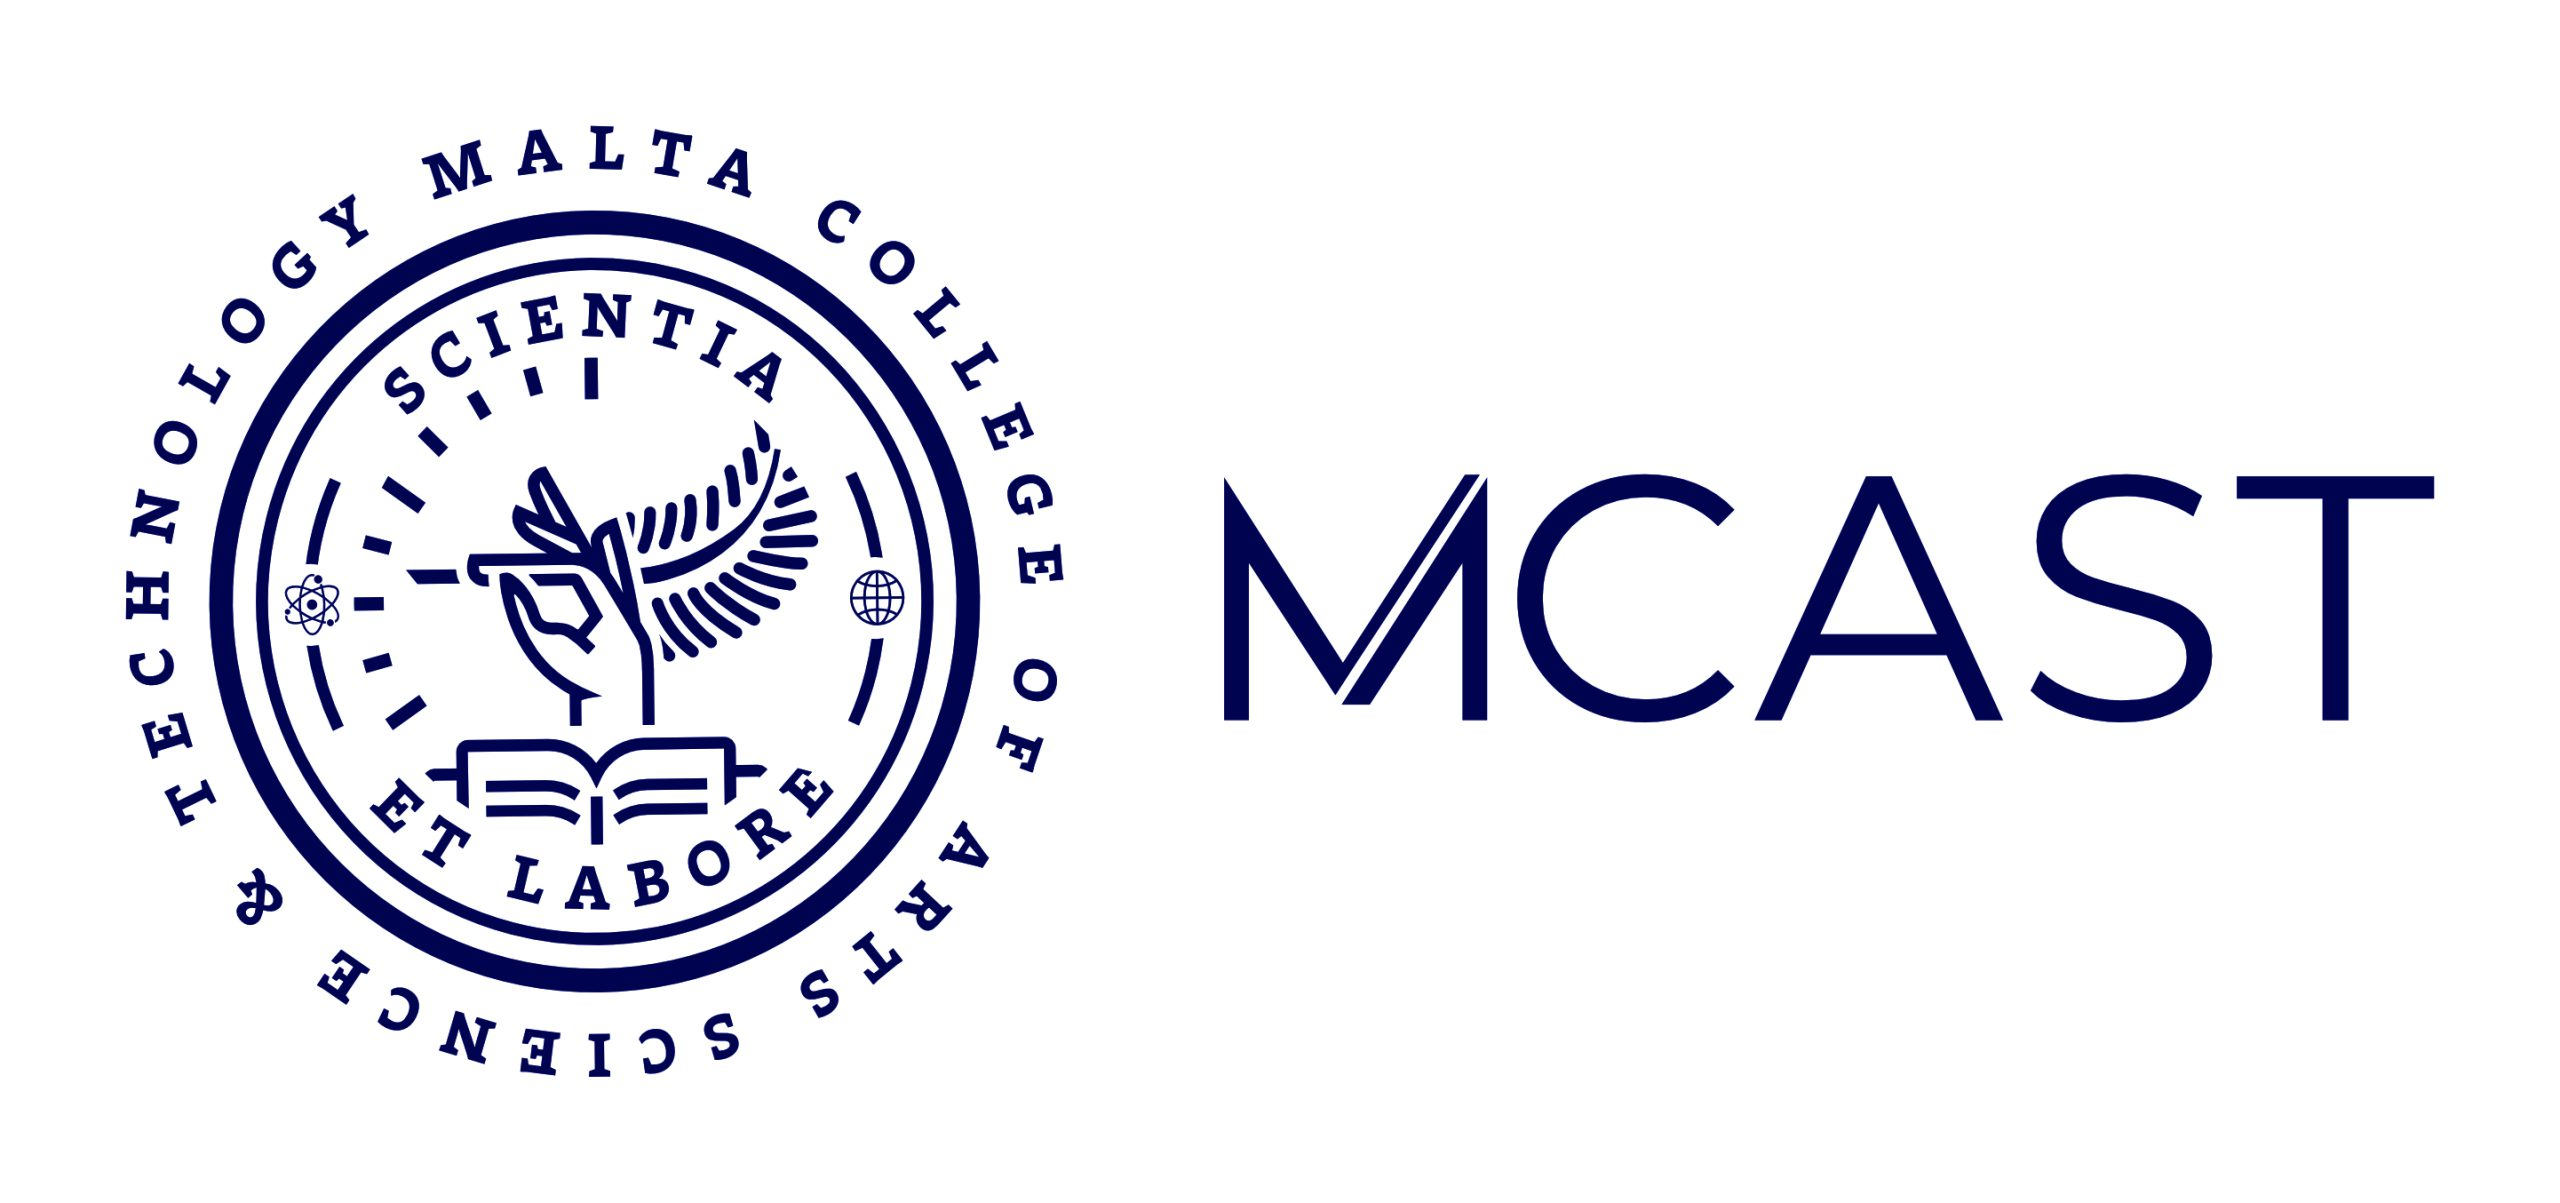 MALTA COLLEGE OF ARTS SCIENCE & TECHNOLOGY
SCIENTIA
ET LABORE
MCAST